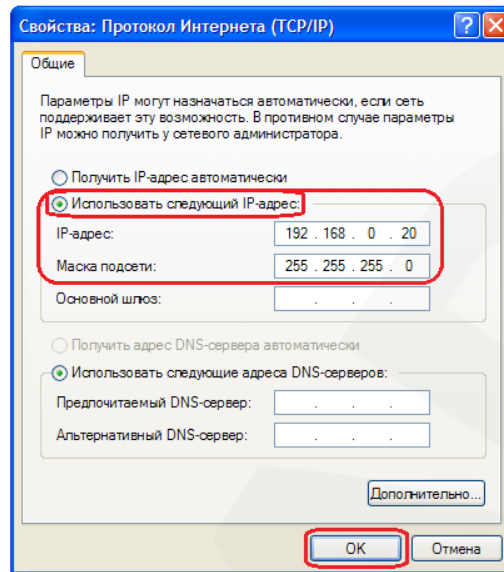 Свойства: Протокол Интернета (TCP/IP)
Общие
Параметры IP могут назначаться автоматически, если сеть
поддерживает эту возможность. В противном случае параметры
IP можно получить у сетевого администратора.
Получить IP-адрес автоматически
Использовать следующий IP-адрес:
IP-адрес: 192 . 168 . 0 . 20
Маска подсети: 255 . 255 . 255 . 0
Основной шлюз: . . .
Получить адрес DNS-сервера автоматически
Использовать следующие адреса DNS-серверов:
Предпочитаемый DNS-сервер: . . .
Альтернативный DNS-сервер: . . .
Дополнительно...
OK Отмена